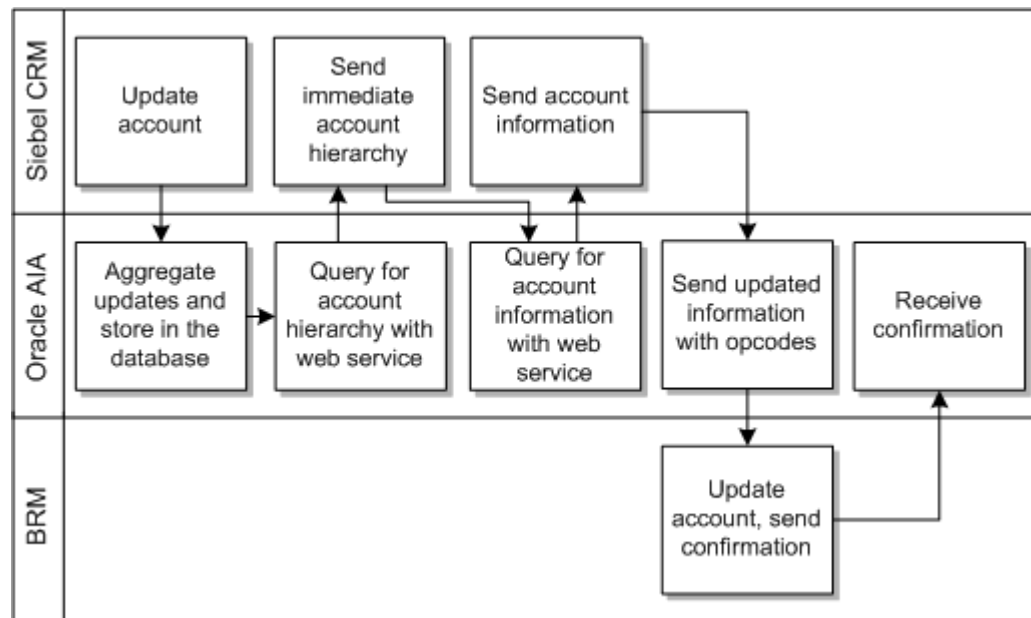 Siebel CRM
Update
account
Send
immediate
account
hierarchy
Send account
information
Oracle AIA
Aggregate
updates and
store in the
database
Query for
account
hierarchy with
web service
Query for
account
information
with web
service
Send updated
information
with opcodes
Receive
confirmation
BRM
Update
account, send
confirmation